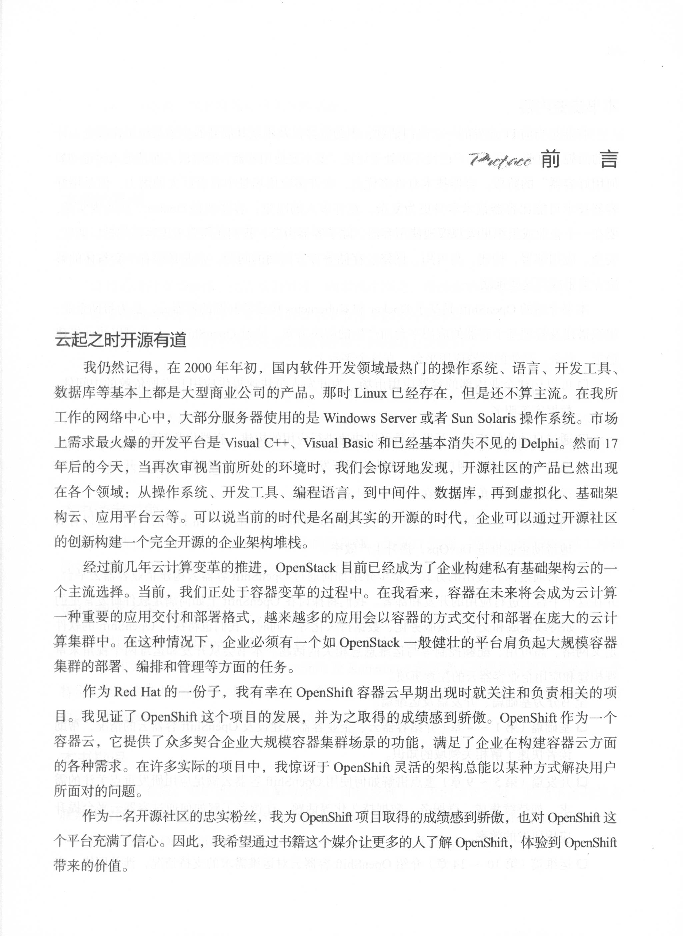 Preface 前 言
云起之时开源有道
我仍然记得，在 2000 年年初，国内软件开发领域最热门的操作系统、语言、开发工具、
数据库等基本上都是大型商业公司的产品。那时 Linux 已经存在，但是还不算主流。在我所
工作的网络中心中，大部分服务器使用的是 Windows Server 或者 Sun Solaris 操作系统。市场
上需求最火爆的开发平台是 Visual C++、Visual Basic 和已经基本消失不见的 Delphi。然而 17
年后的今天，当再次审视当前所处的环境时，我们会惊讶地发现，开源社区的产品已然出现
在各个领域：从操作系统、开发工具、编程语言，到中间件、数据库，再到虚拟化、基础架
构云、应用平台云等。可以说当前的时代是名副其实的开源的时代，企业可以通过开源社区
的创新构建一个完全开源的企业架构堆栈。
经过前几年云计算变革的推进，OpenStack 目前已经成为了企业构建私有基础架构云的一
个主流选择。当前，我们正处于容器变革的过程中。在我看来，容器在未来将会成为云计算
一种重要的应用交付和部署格式，越来越多的应用会以容器的方式交付和部署在庞大的云计
算集群中。在这种情况下，企业必须有一个如 OpenStack 一般健壮的平台肩负起大规模容器
集群的部署、编排和管理等方面的任务。
作为 Red Hat 的一份子，我有幸在 OpenShift 容器云早期出现时就关注和负责相关的项
目。我见证了 OpenShift 这个项目的发展，并为之取得的成绩感到骄傲。OpenShift 作为一个
容器云，它提供了众多契合企业大规模容器集群场景的功能，满足了企业在构建容器云方面
的各种需求。在许多实际的项目中，我惊讶于 OpenShift 灵活的架构总能以某种方式解决用户
所面对的问题。
作为一名开源社区的忠实粉丝，我为 OpenShift 项目取得的成绩感到骄傲，也对 OpenShift 这
个平台充满了信心。因此，我希望通过书籍这个媒介让更多的人了解 OpenShift，体验到 OpenShift
带来的价值。